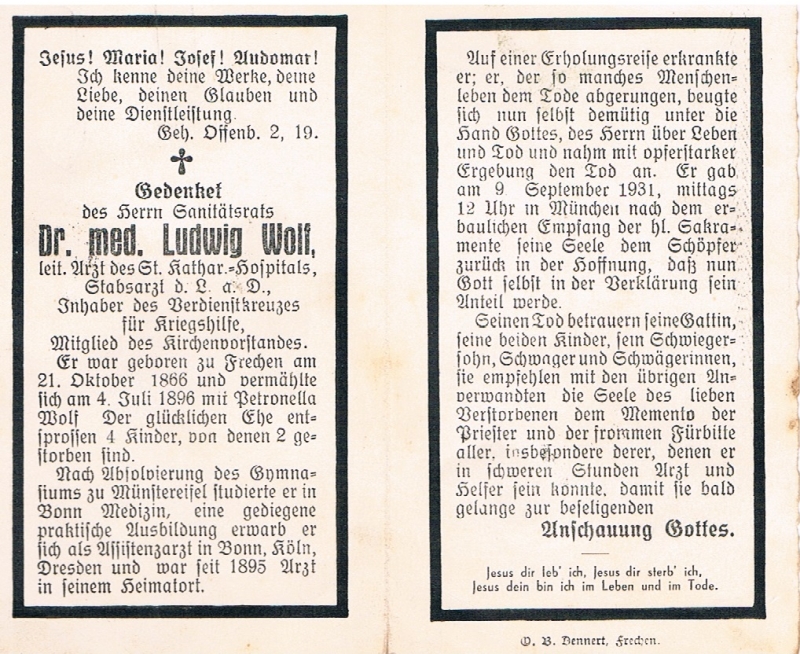 Jesus! Maria! Josef! Audomar!
Ich kenne deine Werke, deine
Liebe, deinen Glauben und
deine Dienstleistung.
Geh. Offenb. 2, 19.
Gedenket
des Herrn Sanitätsrats
Dr. med. Ludwig Wolf,
leit. Arzt des St. Kathar.-Hospitals,
Stabsarzt d. L. a. D.,
Inhaber des Verdienstkreuzes
für Kriegshilfe,
Mitglied des Kirchenvorstandes.
Er war geboren zu Frechen am
21. Oktober 1866 und vermählte
sich am 4. Juli 1896 mit Petronella
Wolf Der glücklichen Ehe ent-
sprossen 4 Kinder, von denen 2 ge-
storben sind.
Nach Absolvierung des Gymna-
siums zu Münstereifel studierte er in
Bonn Medizin, eine gediegene
praktische Ausbildung erwarb er
sich als Assistenzarzt in Bonn, Köln,
Dresden und war seit 1895 Arzt
in seinem Heimatort.
Auf einer Erholungsreise erkrankte
er; er, der so manches Menschen-
leben dem Tode abgerungen, beugte
sich nun selbst demütig unter die
Hand Gottes, des Herrn über Leben
und Tod und nahm mit opferstarker
Ergebung den Tod an. Er gab
am 9 September 1931, mittags
12 Uhr in München nach dem er-
baulichen Empfang der hl. Sakra-
mente seine Seele dem Schöpfer
zurück in der Hoffnung, daß nun
Gott selbst in der Verklärung sein
Anteil werde.
Seinen Tod betrauern seine Gattin,
seine beiden Kinder, sein Schwieger-
sohn, Schwager und Schwägerinnen,
sie empfehlen mit den übrigen An-
verwandten die Seele des lieben
Verstorbenen dem Memento der
Priester und der frommen Fürbitte
aller, insbesondere derer, denen er
in schweren Stunden Arzt und
Helfer sein konnte, damit sie bald
gelange zur beseligenden
Anschauung Gottes.
Jesus dir leb' ich, Jesus dir sterb' ich,
Jesus dein bin ich im Leben und im Tode.
O. B. Dennert, Frechen.